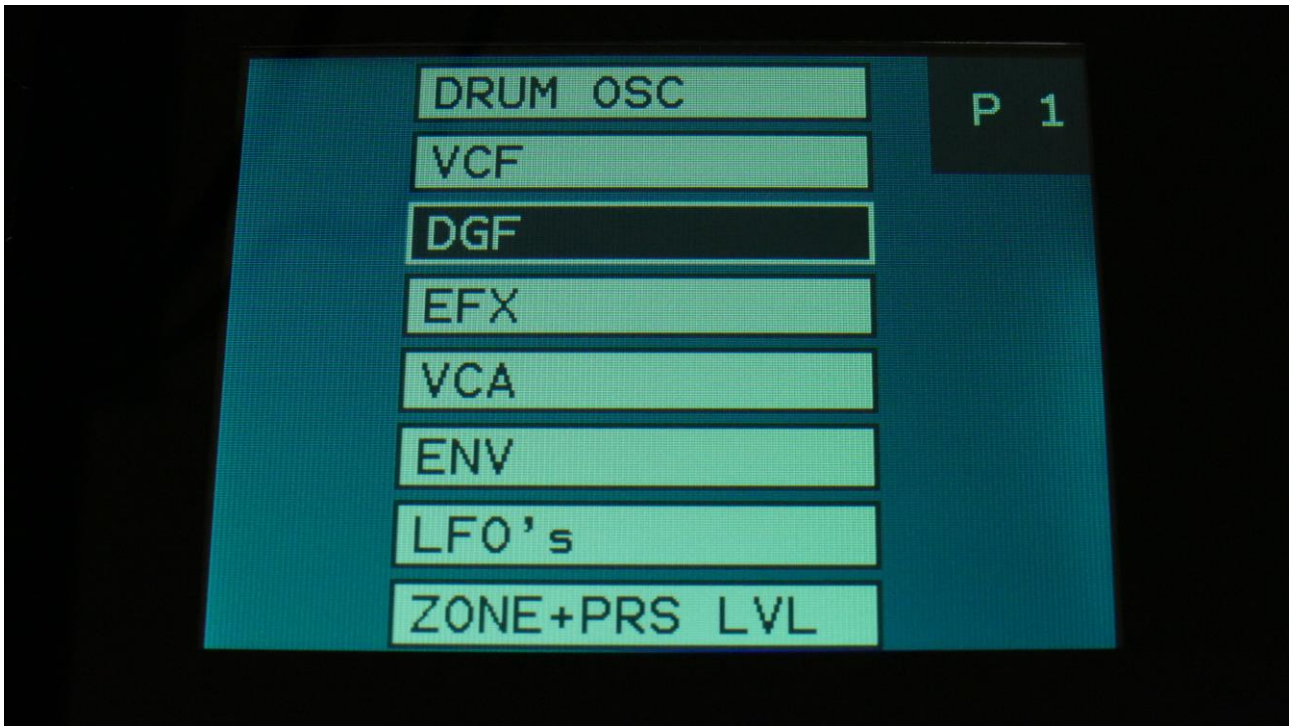 DRUM OSC
P 1
VCF
DGF
EFX
VCA
ENV
LFO's
ZONE+PRS LVL